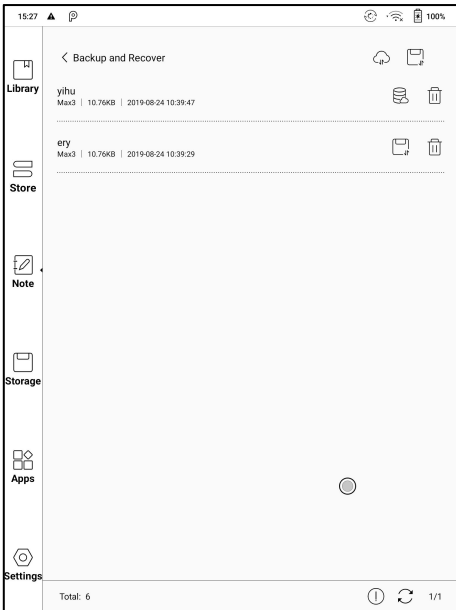 15:27
100%
Backup and Recover
yihu
Max3 | 10.76KB | 2019-08-24 10:39:47
ery
Max3 | 10.76KB | 2019-08-24 10:39:29
Library
Store
Note
Storage
Apps
Settings
Total: 6
1/1